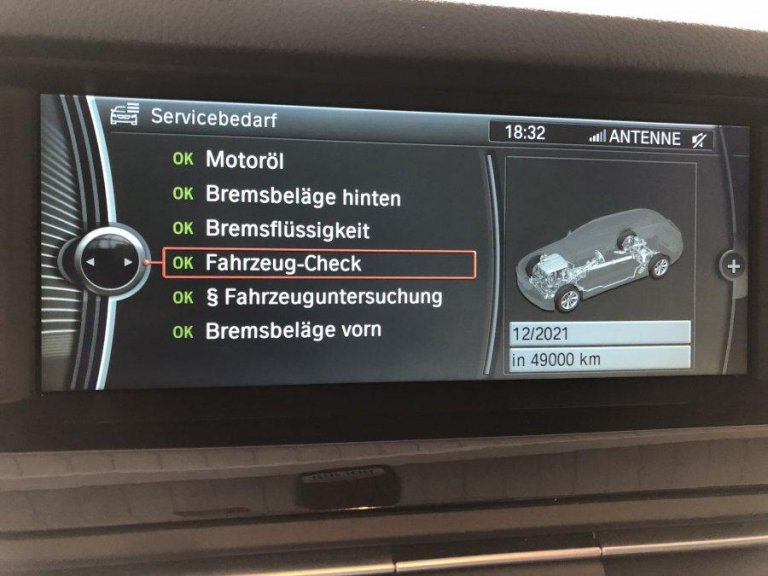 Servicebedarf
18:32 ANTENNE
OK Motoröl
OK Bremsbeläge hinten
OK Bremsflüssigkeit
OK Fahrzeug-Check
OK § Fahrzeuguntersuchung
OK Bremsbeläge vorn
12/2021
in 49000 km